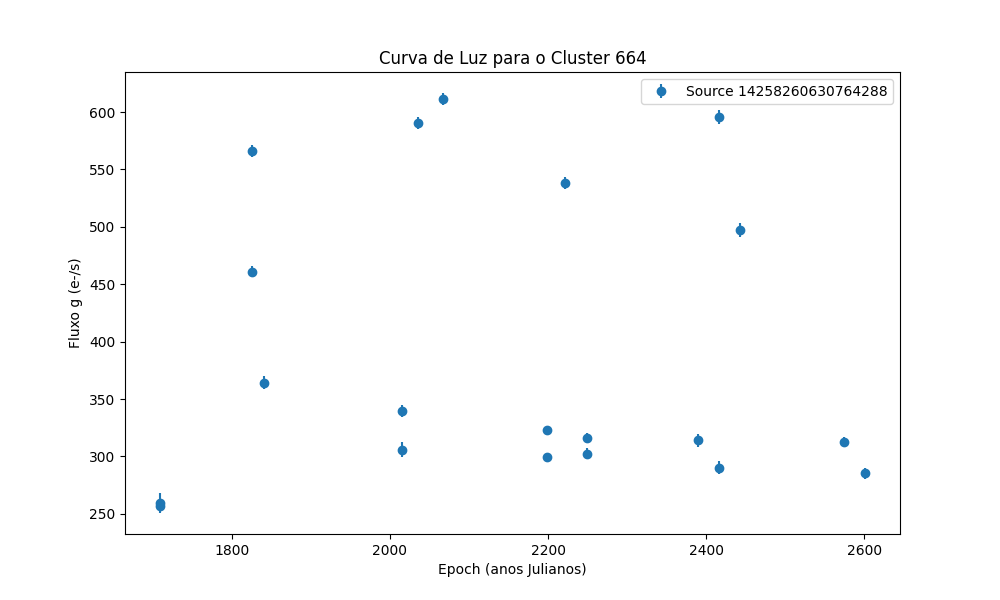 Curva de Luz para o Cluster 664
Source 14258260630764288
600
550
500
450
400
350
300
250
Fluxo g (e-/s)
1800 2000 2200 2400 2600
Epoch (anos Julianos)